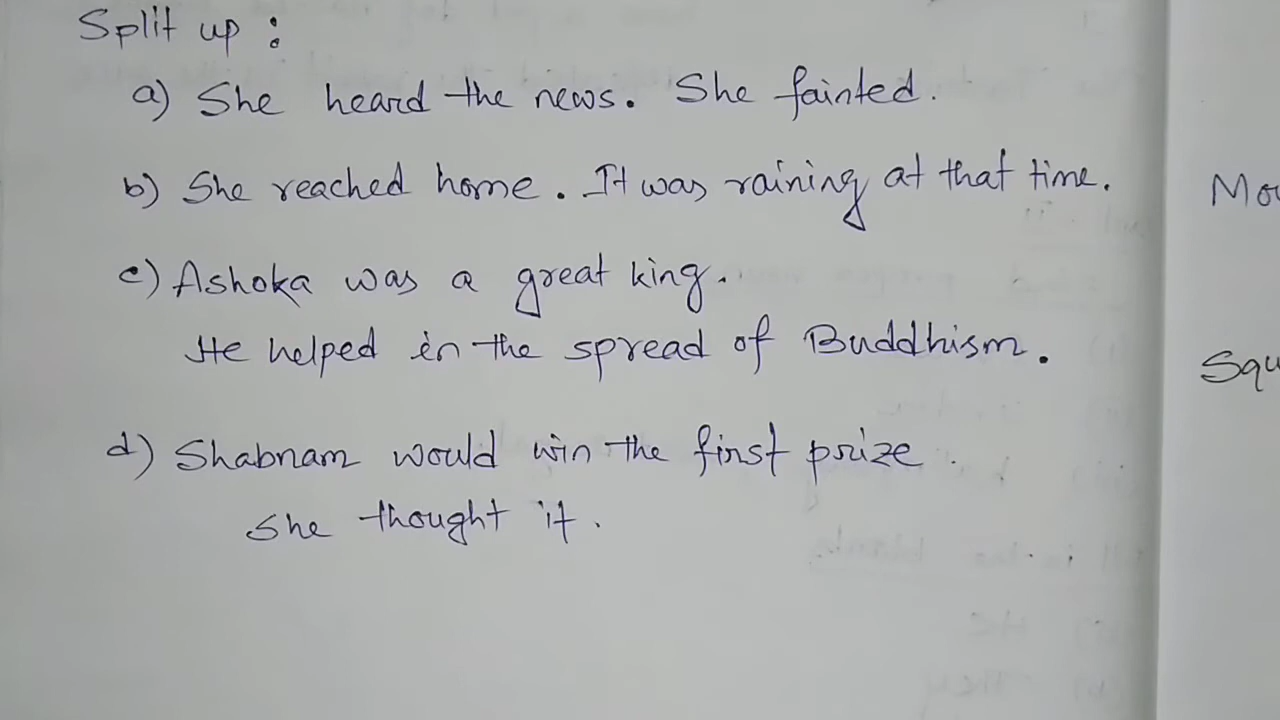 Split up :
a) She heard the news. She fainted.
b) She reached home. It was raining at that time.
c) Ashoka was a great king.
He helped in the spread of Buddhism.
d) Shabnam would win the first prize.
She thought it.